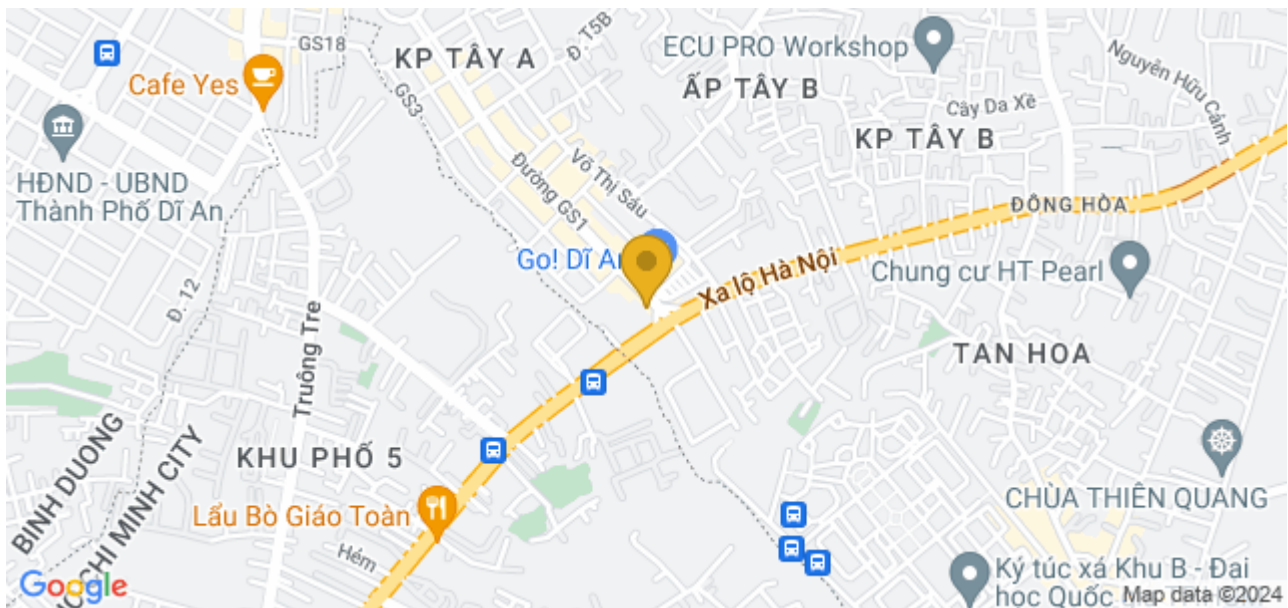 GS18
KP TÂY A
Đ. T5B
ECU PRO Workshop
Nguyễn Hữu Cảnh
Cafe Yes
GS3
ẤP TÂY B
Cây Da Xề
KP TÂY B
HĐND - UBND
Thành Phố Dĩ An
Đường GS1
Võ Thị Sáu
ĐÔNG HÒA
Go! Dĩ An
Xa lộ Hà Nội
Chung cư HT Pearl
Đ. 12
Truông Tre
TAN HOA
KHU PHỐ 5
BINH DUONG
HO CHI MINH CITY
Lẩu Bò Giáo Toàn
CHÙA THIÊN QUANG
Hẻm
Ký túc xá Khu B - Đại
học Quốc
Google
Map data ©2024